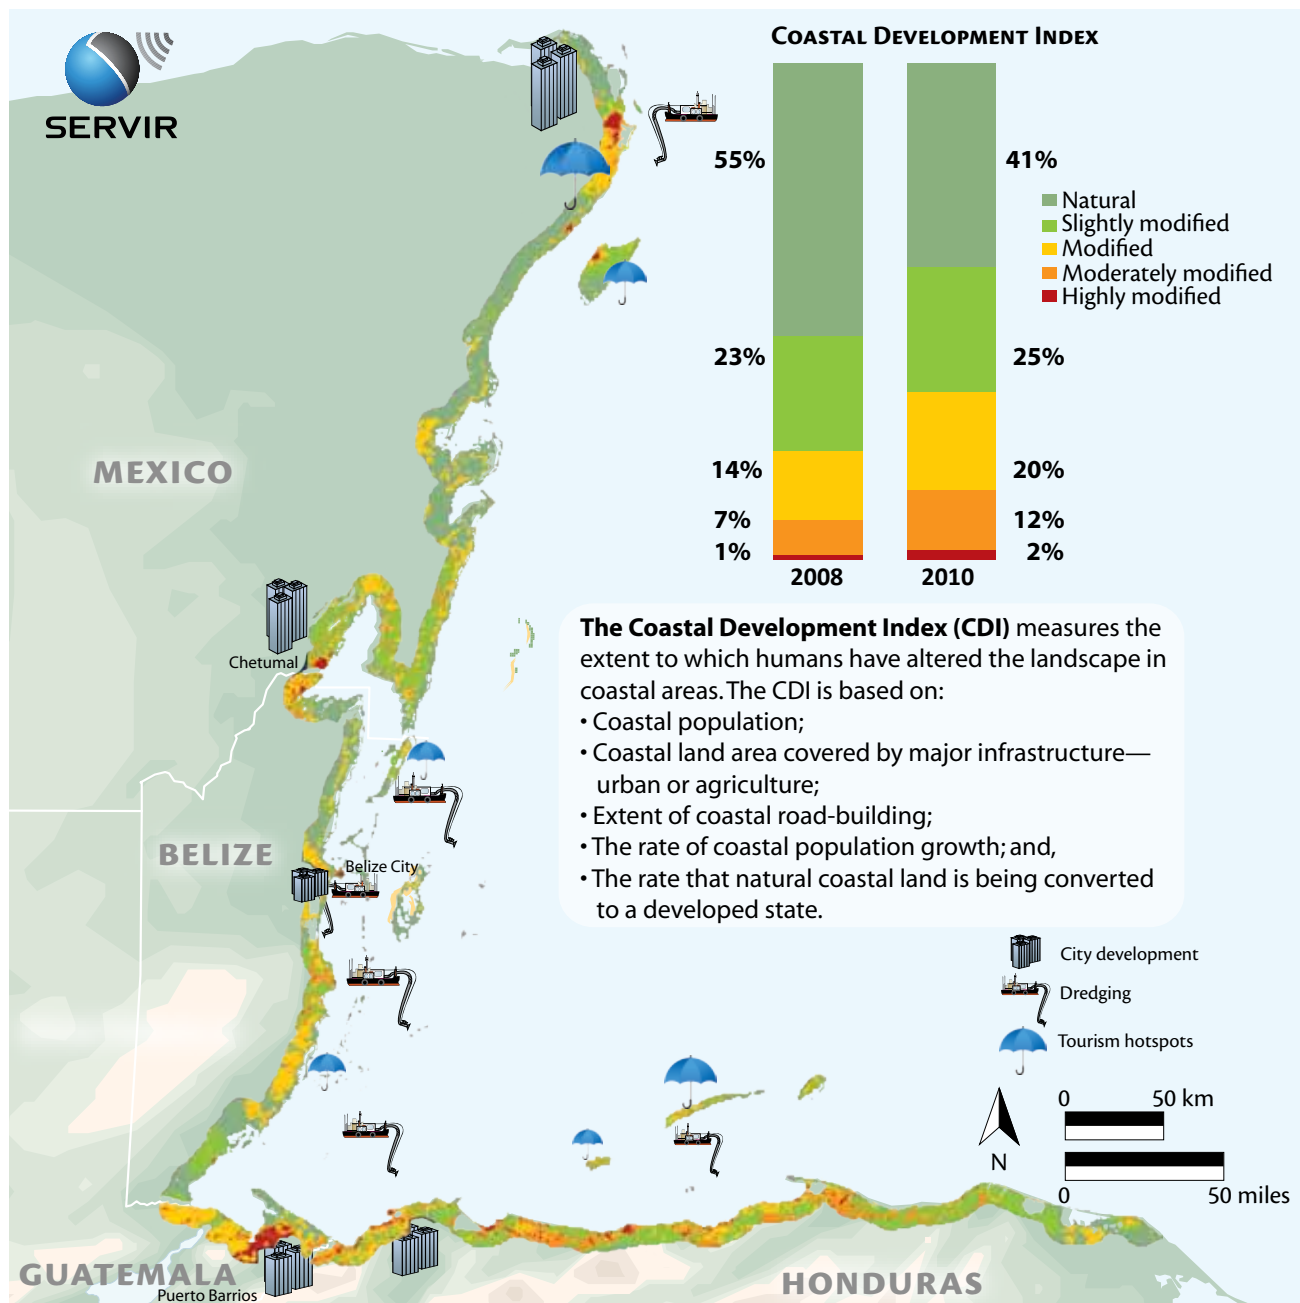 SERVIR
COASTAL DEVELOPMENT INDEX
55%
41%
Natural
Slightly modified
Modified
Moderately modified
Highly modified
23%
25%
14%
20%
7%
12%
1%
2%
2008
2010
MEXICO
Chetumal
The Coastal Development Index (CDI) measures the
extent to which humans have altered the landscape in
coastal areas. The CDI is based on:
• Coastal population;
• Coastal land area covered by major infrastructure—
urban or agriculture;
• Extent of coastal road-building;
• The rate of coastal population growth; and,
• The rate that natural coastal land is being converted
to a developed state.
BELIZE
Belize City
City development
Dredging
Tourism hotspots
0 50 km
N
0 50 miles
GUATEMALA
Puerto Barrios
HONDURAS